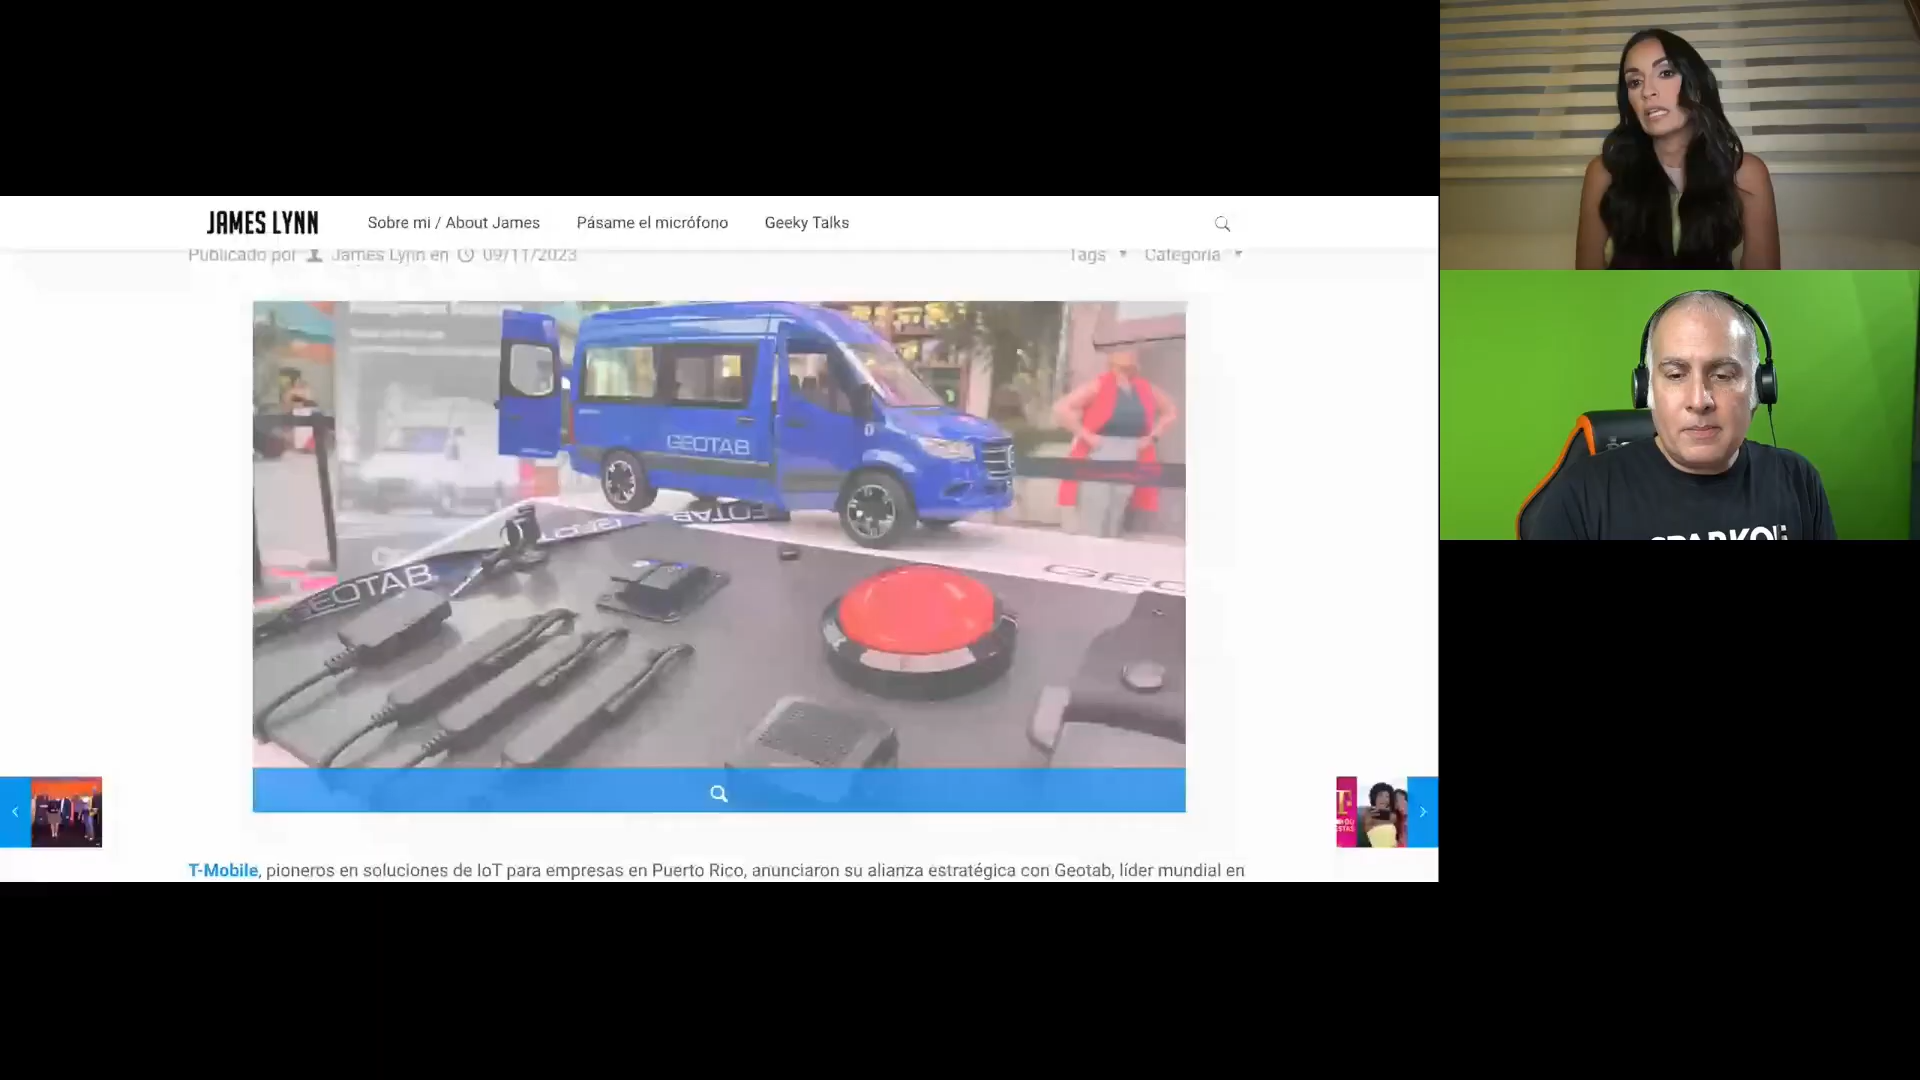 JAMES LYNN Sobre mi / About James Pásame el micrófono Geeky Talks
Publicado por James Lynn en 09/11/2023 Tags Categoria
GEOTAB
GEOTAB
GEOTAB
T-Mobile, pioneros en soluciones de IoT para empresas en Puerto Rico, anunciaron su alianza estratégica con Geotab, líder mundial en